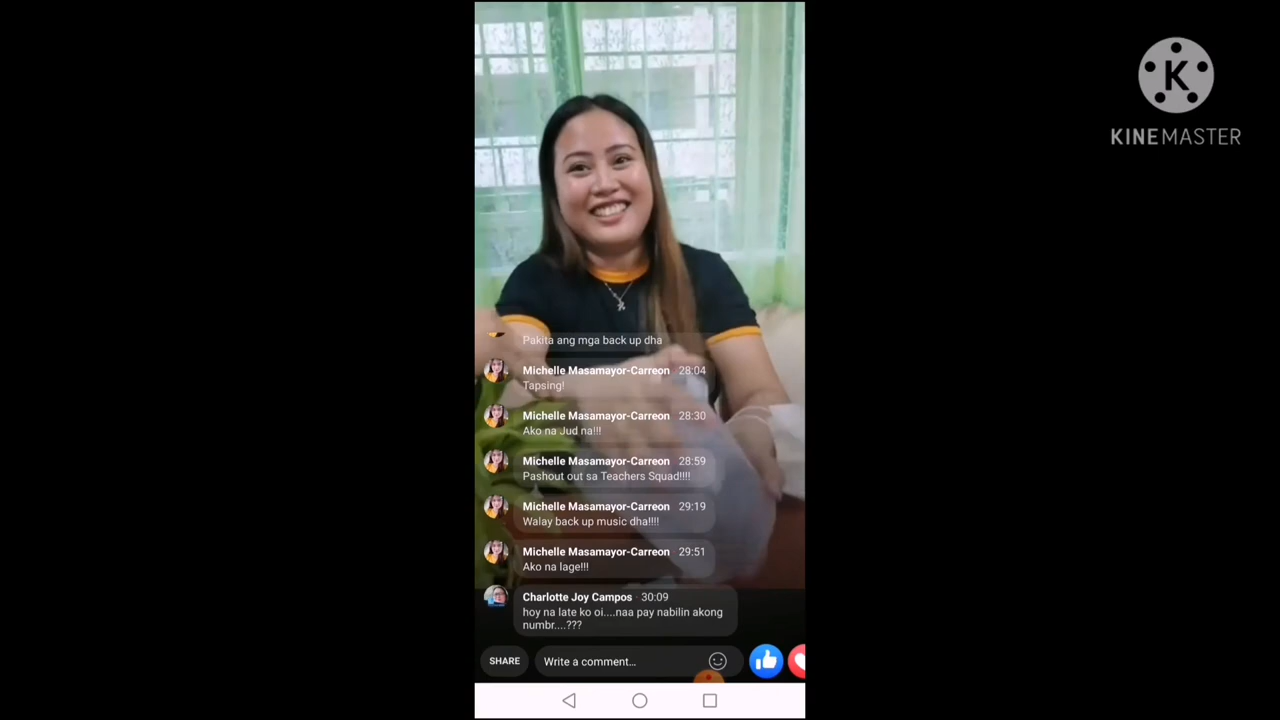 K
KINEMASTER
Pakita ang mga back up dha
Michelle Masamayor-Carreon 28:04
Tapsing!
Michelle Masamayor-Carreon 28:30
Ako na Jud na!!!
Michelle Masamayor-Carreon 28:59
Pashout out sa Teachers Squad!!!!
Michelle Masamayor-Carreon 29:19
Walay back up music dha!!!!
Michelle Masamayor-Carreon 29:51
Ako na lage!!!
Charlotte Joy Campos · 30:09
hoy na late ko oi....naa pay nabilin akong
numbr....???
SHARE
Write a comment...